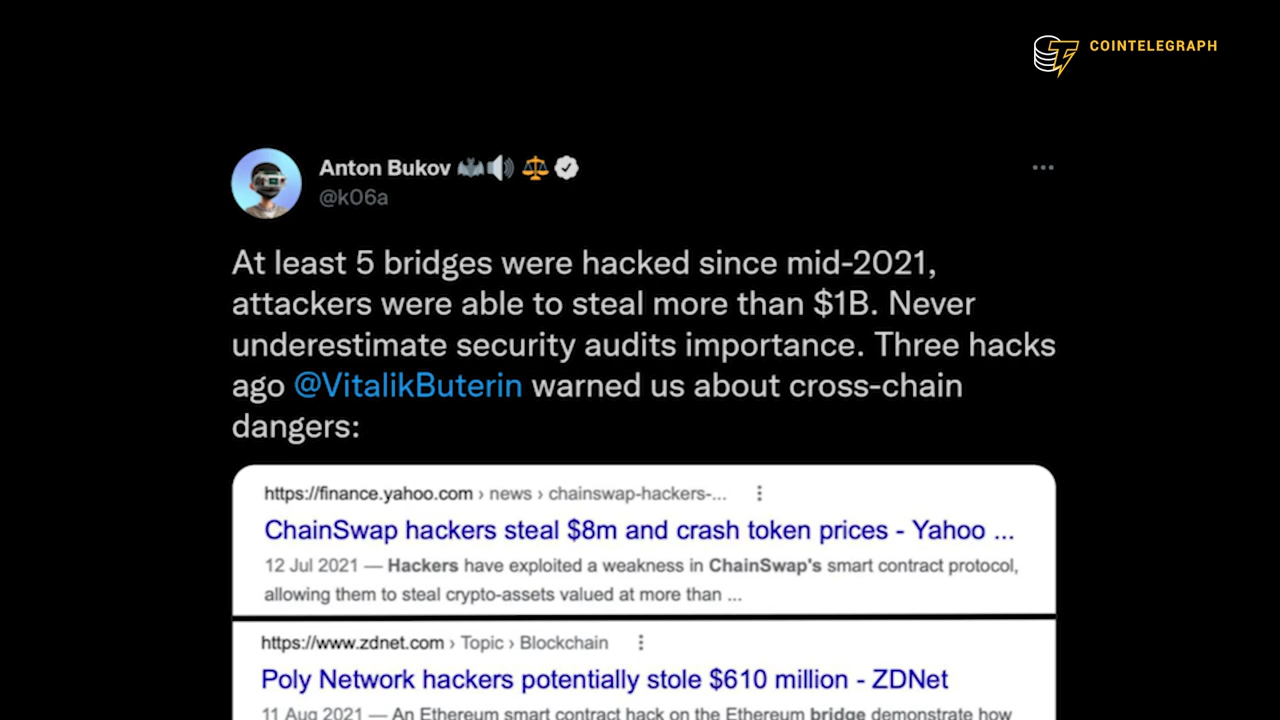 COINTELEGRAPH
Anton Bukov 🦇🔊 ⚖️
@k06a
At least 5 bridges were hacked since mid-2021,
attackers were able to steal more than $1B. Never
underestimate security audits importance. Three hacks
ago @VitalikButerin warned us about cross-chain
dangers:
https://finance.yahoo.com › news › chainswap-hackers-...
ChainSwap hackers steal $8m and crash token prices - Yahoo ...
12 Jul 2021 — Hackers have exploited a weakness in ChainSwap's smart contract protocol,
allowing them to steal crypto-assets valued at more than ...
https://www.zdnet.com › Topic › Blockchain
Poly Network hackers potentially stole $610 million - ZDNet
11 Aug 2021 — An Ethereum smart contract hack on the Ethereum bridge demonstrate how